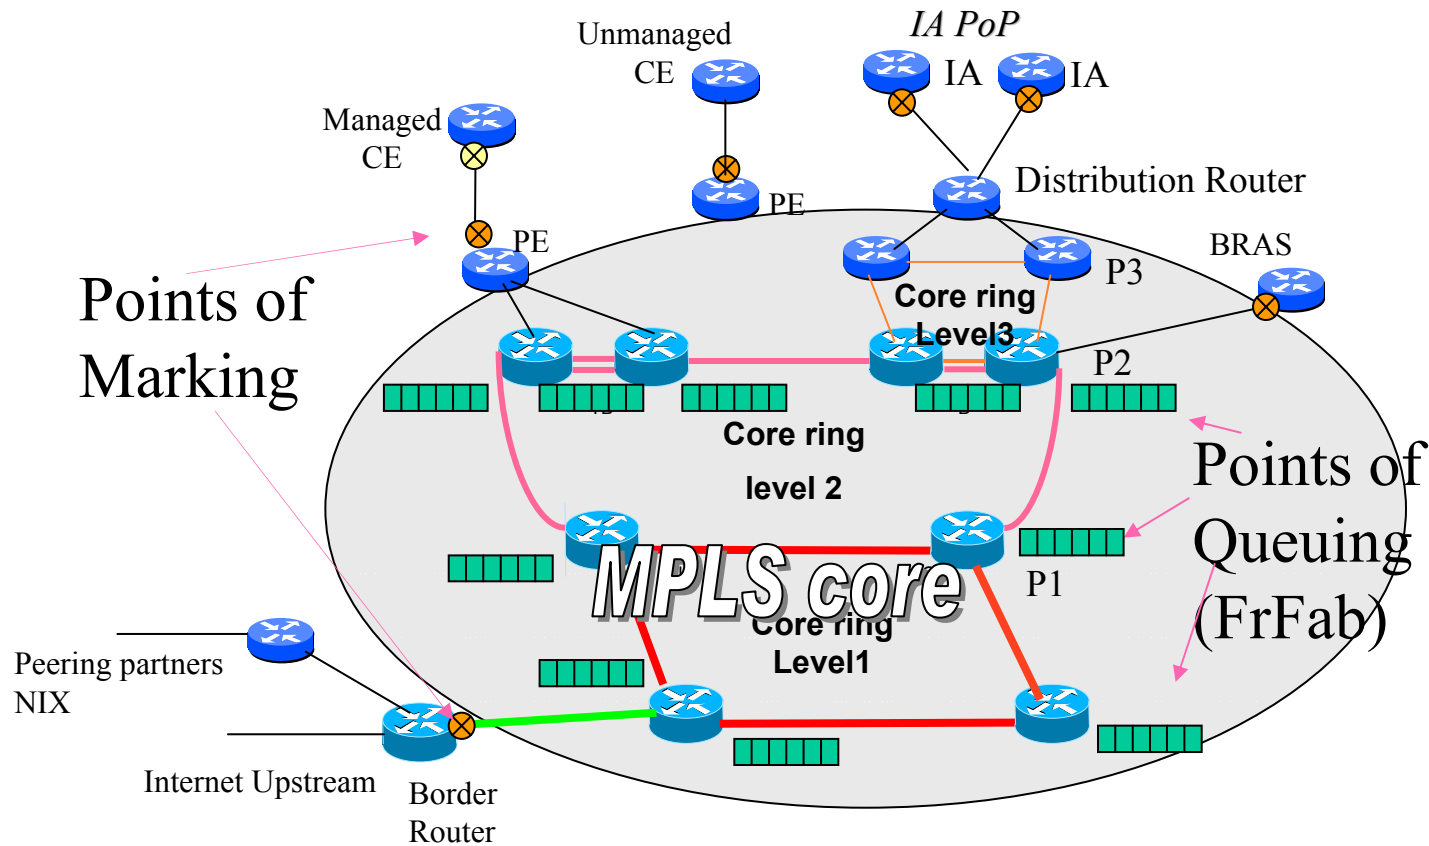 IA PoP
Unmanaged
CE
IA
IA
Managed
CE
Distribution Router
PE
PE
BRAS
P3
Points of
Marking
Core ring
Level3
P2
Core ring
level 2
Points of
Queuing
(FrFab)
MPLS core
P1
Core ring
Level1
Peering partners
NIX
Internet Upstream
Border
Router